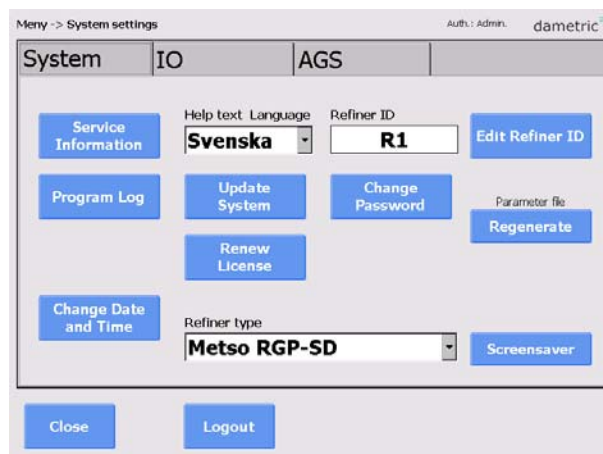 Meny -> System settings
Auth.: Admin.
dametric
System
IO
AGS
Help text Language
Refiner ID
Service
Information
Svenska
R1
Edit Refiner ID
Program Log
Update
System
Change
Password
Parameter file
Regenerate
Renew
License
Change Date
and Time
Refiner type
Metso RGP-SD
Screensaver
Close
Logout